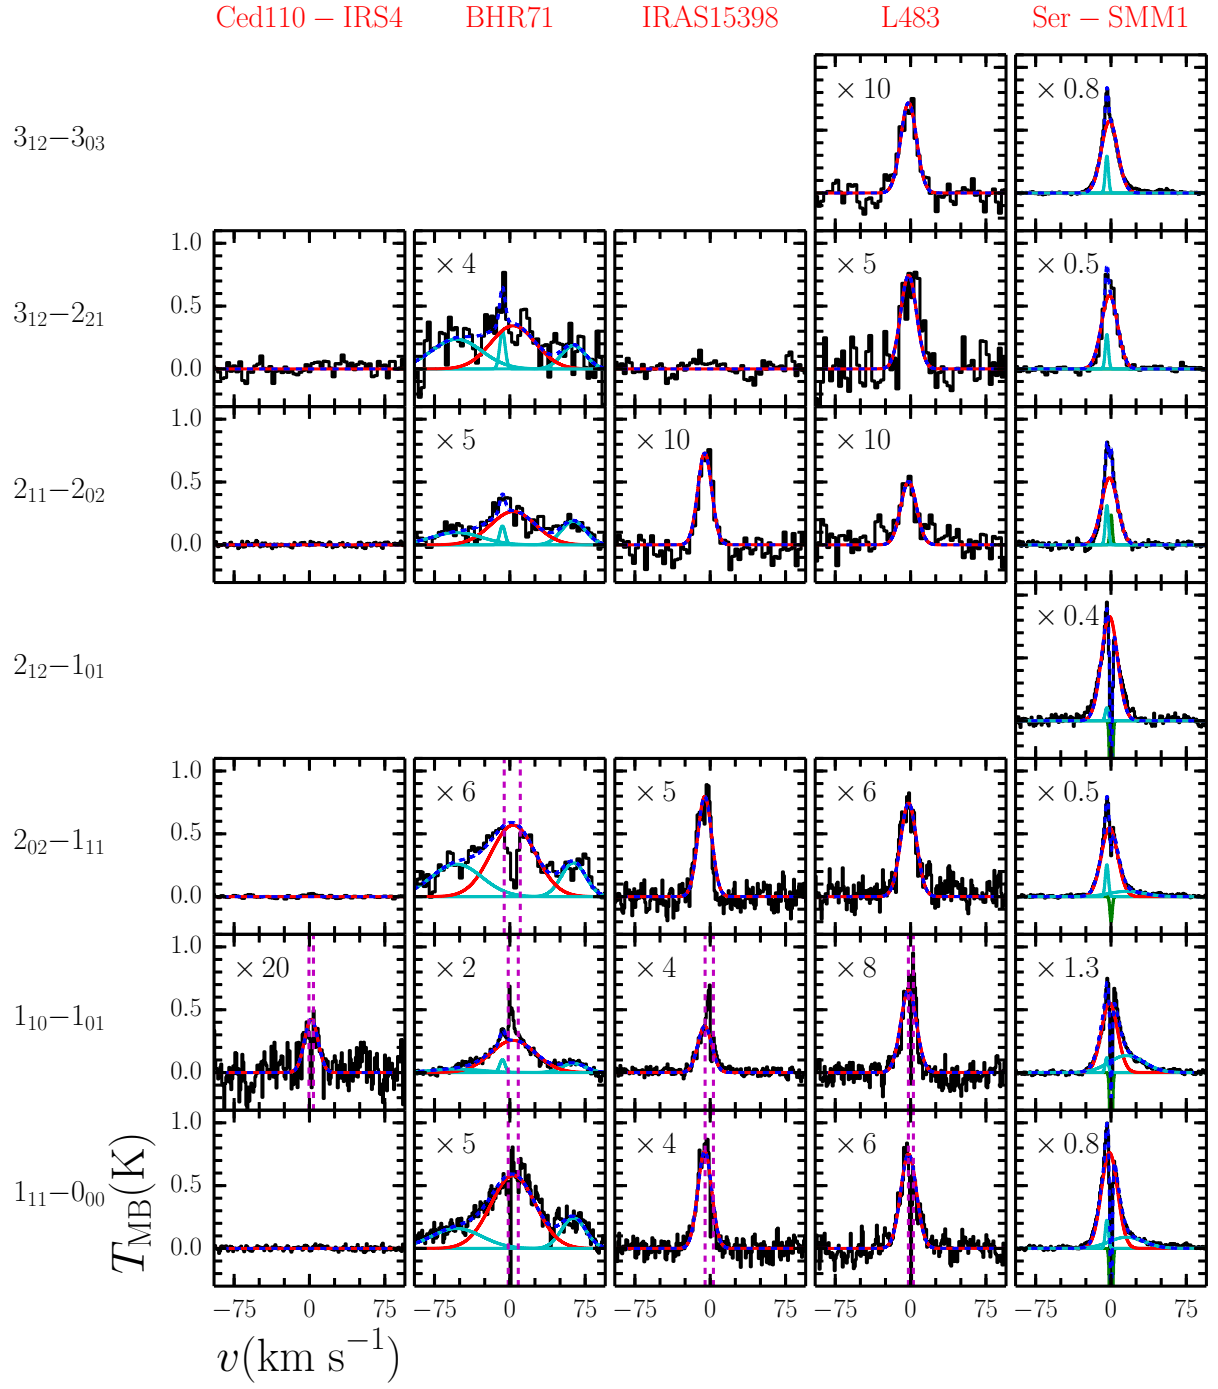 Ced110 − IRS4 BHR71 IRAS15398 L483 Ser − SMM1
3₁₂−3₀₃ × 10 × 0.8
1.0 × 4 × 5 × 0.5
3₁₂−2₂₁ 0.5
0.0
1.0 × 5 × 10 × 10
2₁₁−2₀₂ 0.5
0.0
2₁₂−1₀₁ × 0.4
1.0 × 6 × 5 × 6 × 0.5
2₀₂−1₁₁ 0.5
0.0
1.0 × 20 × 2 × 4 × 8 × 1.3
1₁₀−1₀₁ 0.5
0.0
1.0 × 5 × 4 × 6 × 0.8
1₁₁−0₀₀ 0.5
0.0
T_MB(K)
−75 0 75 −75 0 75 −75 0 75 −75 0 75 −75 0 75
v(km s⁻¹)